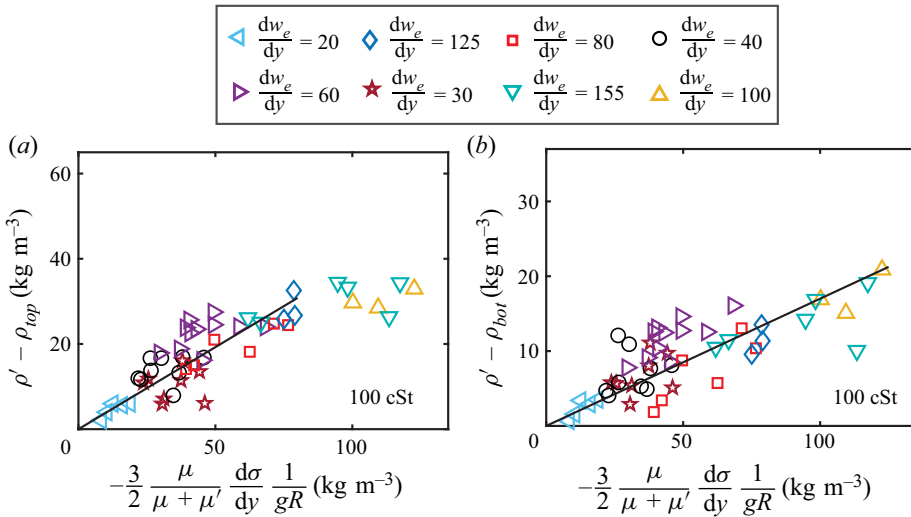 dw_e/dy = 20 dw_e/dy = 125 dw_e/dy = 80 dw_e/dy = 40
dw_e/dy = 60 dw_e/dy = 30 dw_e/dy = 155 dw_e/dy = 100
(a)
60
40
20
0
ρ′ − ρ_top (kg m⁻³)
100 cSt
0 50 100
−3/2 μ/(μ + μ′) dσ/dy 1/gR (kg m⁻³)
(b)
30
20
10
0
ρ′ − ρ_bot (kg m⁻³)
100 cSt
50 100
−3/2 μ/(μ + μ′) dσ/dy 1/gR (kg m⁻³)